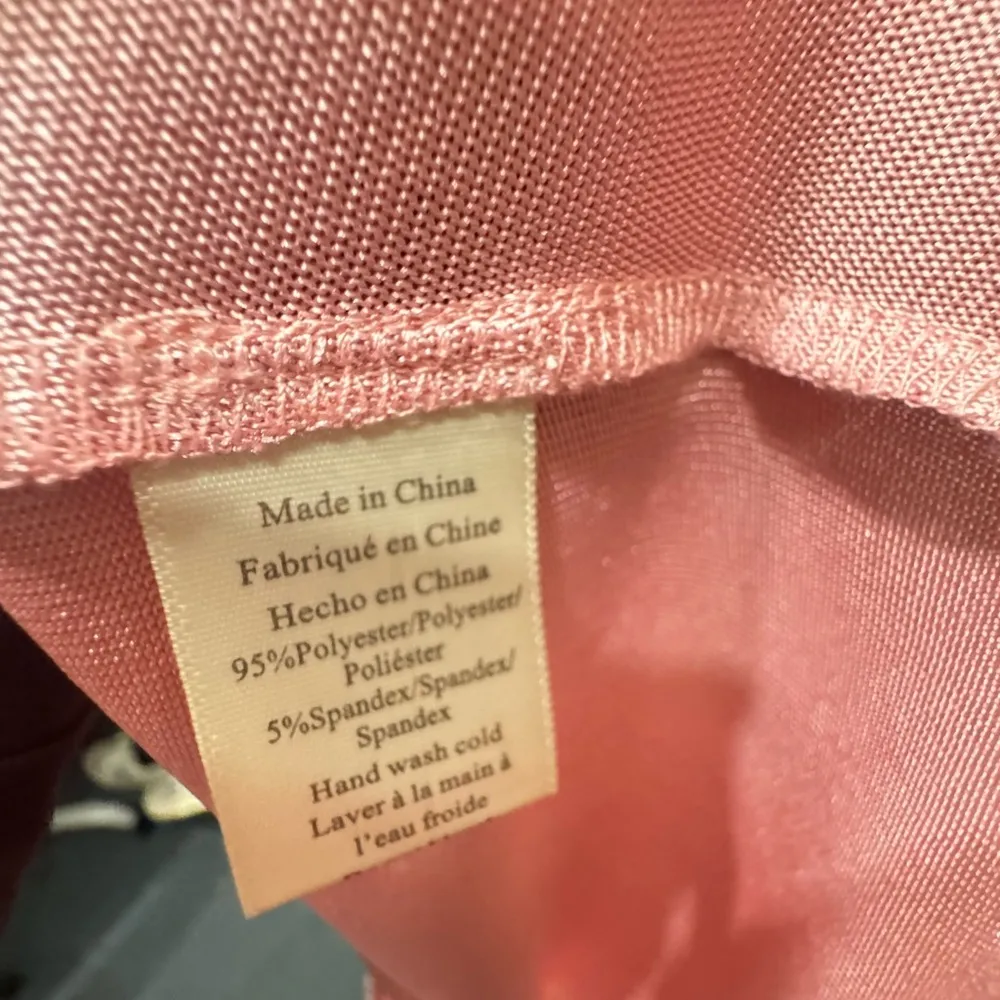 Made in China
Fabriqué en Chine
Hecho en China
95%Polyester/Polyester/
Poliéster
5%Spandex/Spandex/
Spandex
Hand wash cold
Laver à la main à
l'eau froide